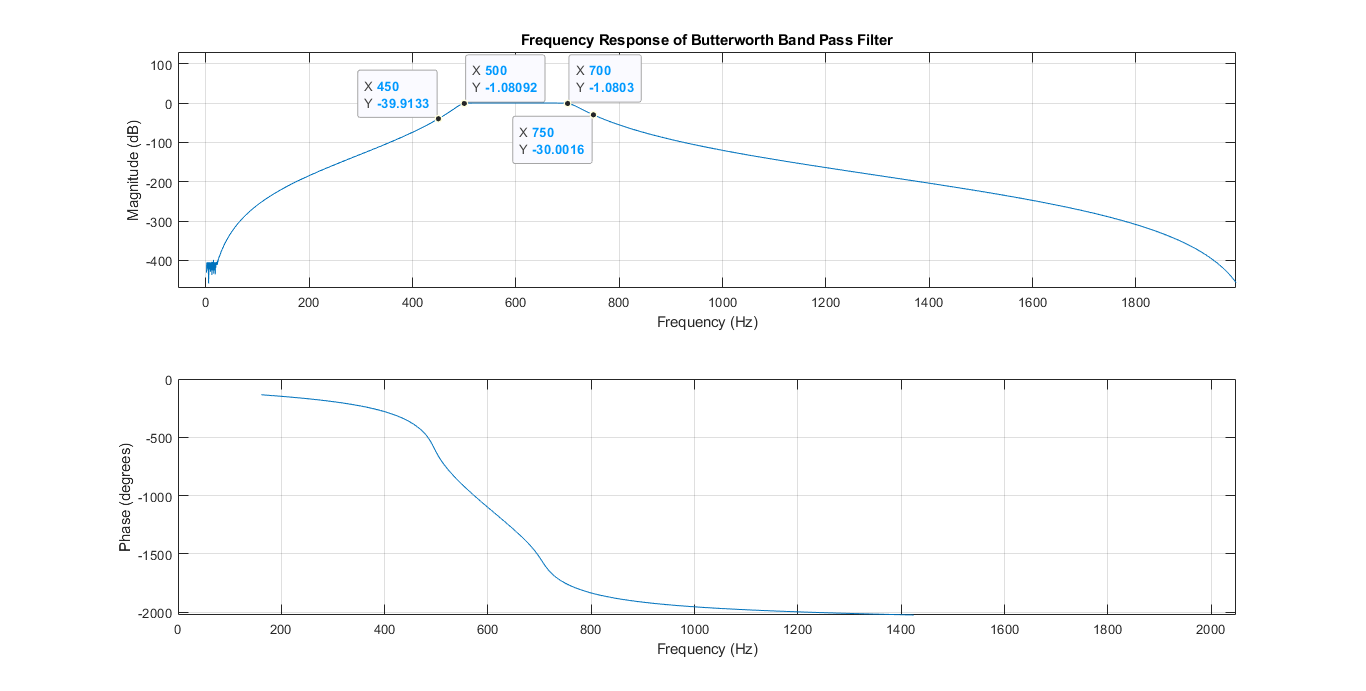 Frequency Response of Butterworth Band Pass Filter
X 450
Y -39.9133
X 500
Y -1.08092
X 700
Y -1.0803
X 750
Y -30.0016
Magnitude (dB)
100
0
-100
-200
-300
-400
0 200 400 600 800 1000 1200 1400 1600 1800
Frequency (Hz)
Phase (degrees)
0
-500
-1000
-1500
-2000
0 200 400 600 800 1000 1200 1400 1600 1800 2000
Frequency (Hz)